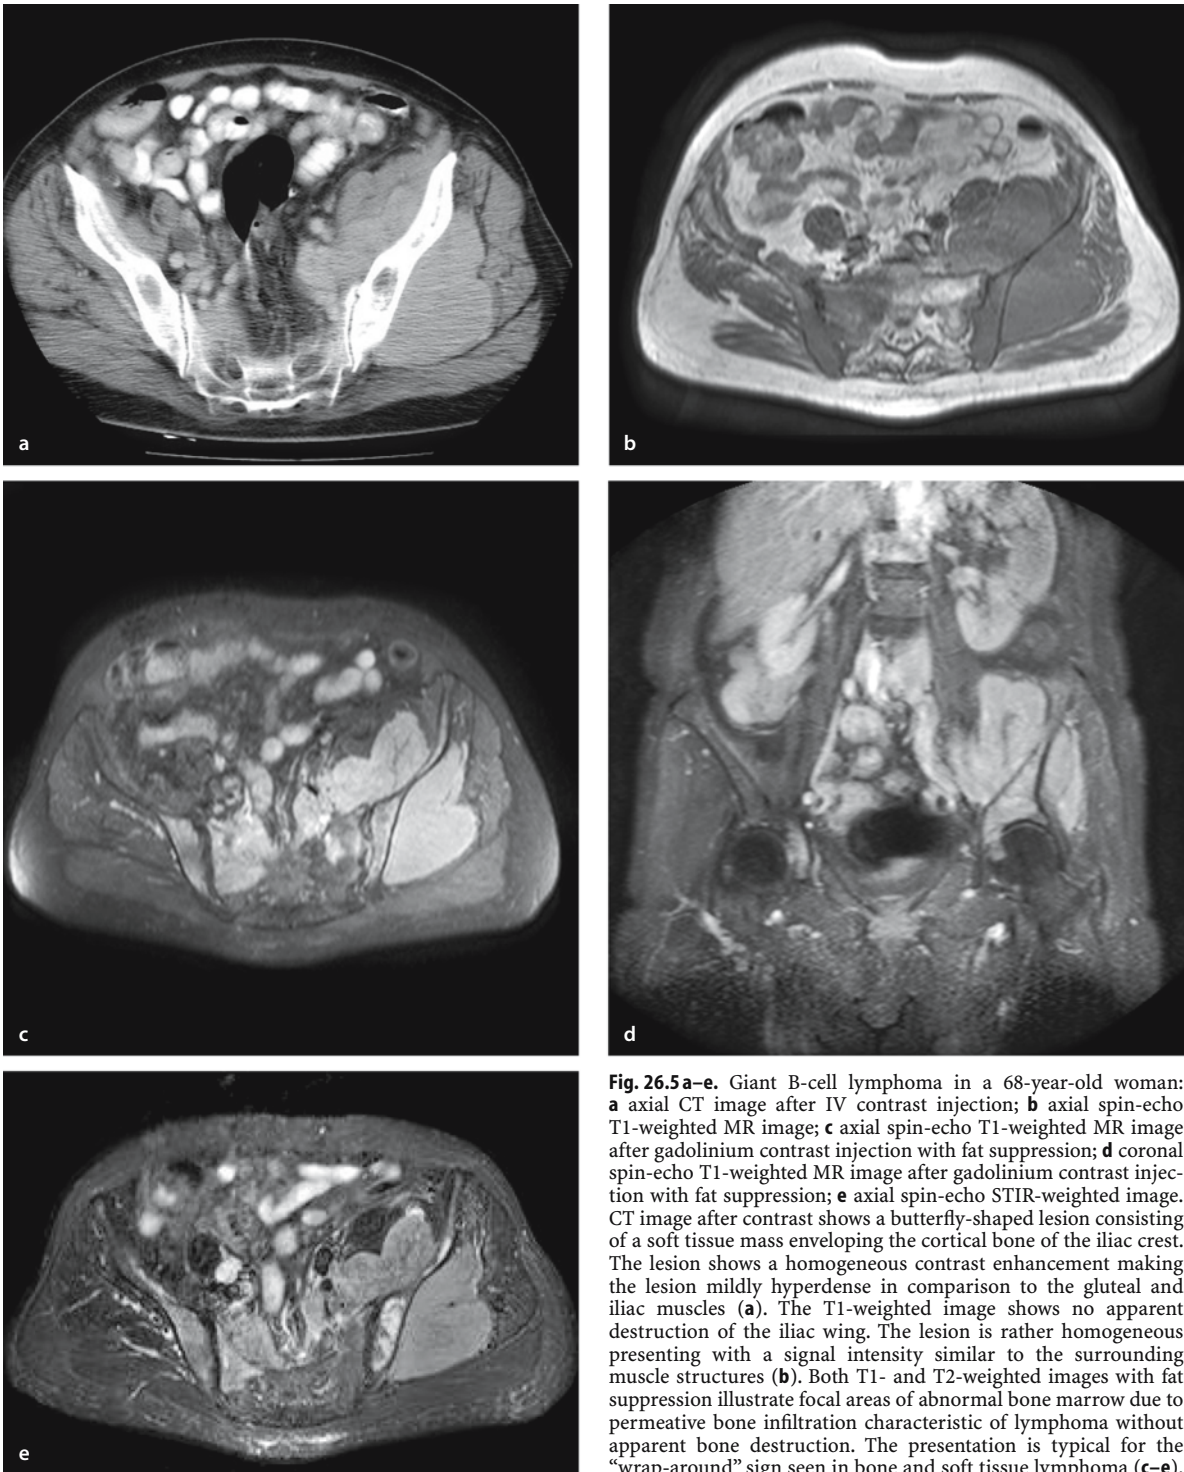 a
b
c
d
e
Fig. 26.5 a–e. Giant B-cell lymphoma in a 68-year-old woman:
a axial CT image after IV contrast injection; b axial spin-echo
T1-weighted MR image; c axial spin-echo T1-weighted MR image
after gadolinium contrast injection with fat suppression; d coronal
spin-echo T1-weighted MR image after gadolinium contrast injec-
tion with fat suppression; e axial spin-echo STIR-weighted image.
CT image after contrast shows a butterfly-shaped lesion consisting
of a soft tissue mass enveloping the cortical bone of the iliac crest.
The lesion shows a homogeneous contrast enhancement making
the lesion mildly hyperdense in comparison to the gluteal and
iliac muscles (a). The T1-weighted image shows no apparent
destruction of the iliac wing. The lesion is rather homogeneous
presenting with a signal intensity similar to the surrounding
muscle structures (b). Both T1- and T2-weighted images with fat
suppression illustrate focal areas of abnormal bone marrow due to
permeative bone infiltration characteristic of lymphoma without
apparent bone destruction. The presentation is typical for the
“wrap-around” sign seen in bone and soft tissue lymphoma (c–e).